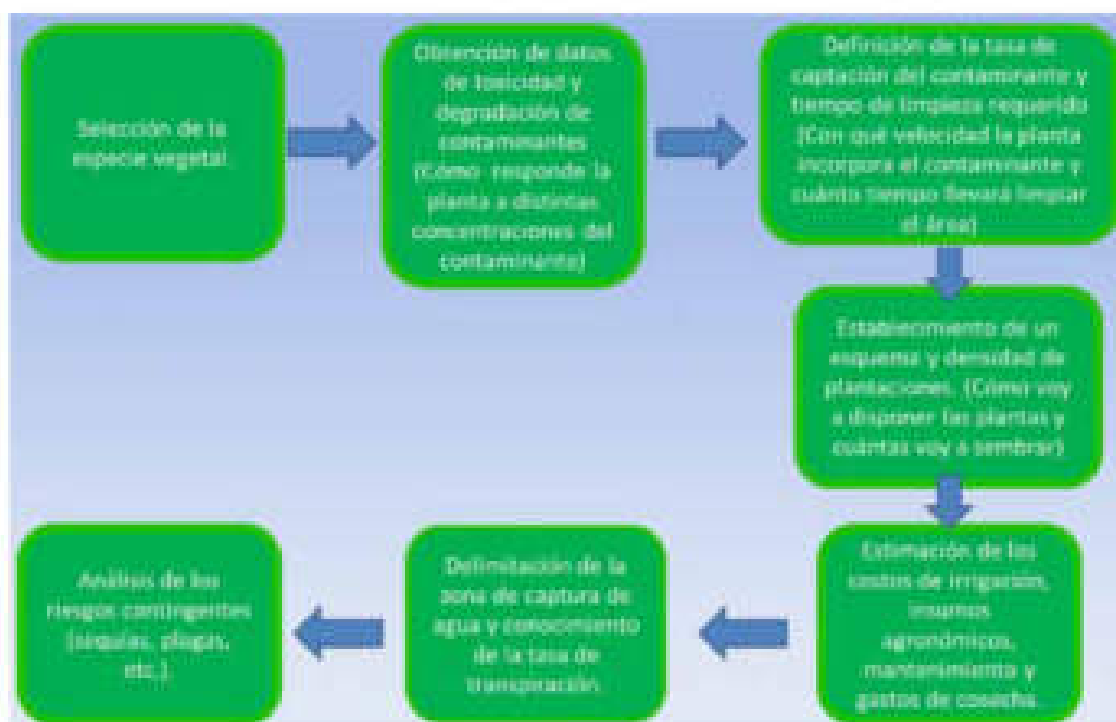 Selección de la
especie vegetal.
Obtención de datos
de toxicidad y
degradación de
contaminantes
(Cómo responde la
planta a distintas
concentraciones del
contaminante)
Definición de la tasa de
captación del contaminante y
tiempo de limpieza requerido
(Con qué velocidad la planta
incorpora el contaminante y
cuánto tiempo llevará limpiar
el área)
Establecimiento de un
esquema y densidad de
plantaciones. (Cómo voy
a disponer las plantas y
cuántas voy a sembrar)
Estimación de los
costos de irrigación,
insumos
agronómicos,
mantenimiento y
gastos de cosecha.
Delimitación de la
zona de captura de
agua y conocimiento
de la tasa de
transpiración.
Análisis de los
riesgos contingentes
(sequías, plagas,
etc.).